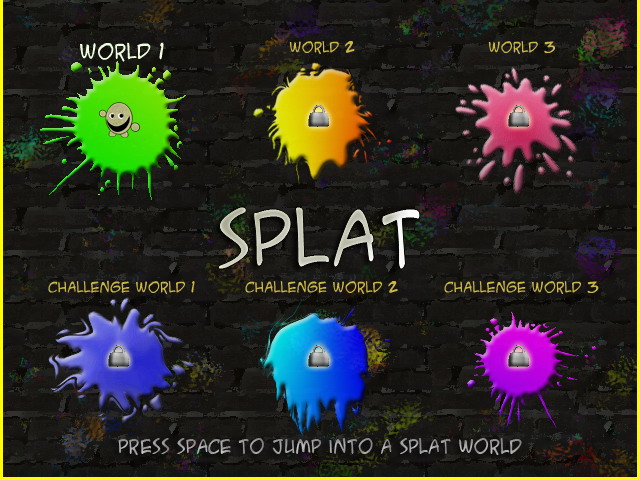 WORLD 1
WORLD 2
WORLD 3
SPLAT
CHALLENGE WORLD 1
CHALLENGE WORLD 2
CHALLENGE WORLD 3
PRESS SPACE TO JUMP INTO A SPLAT WORLD